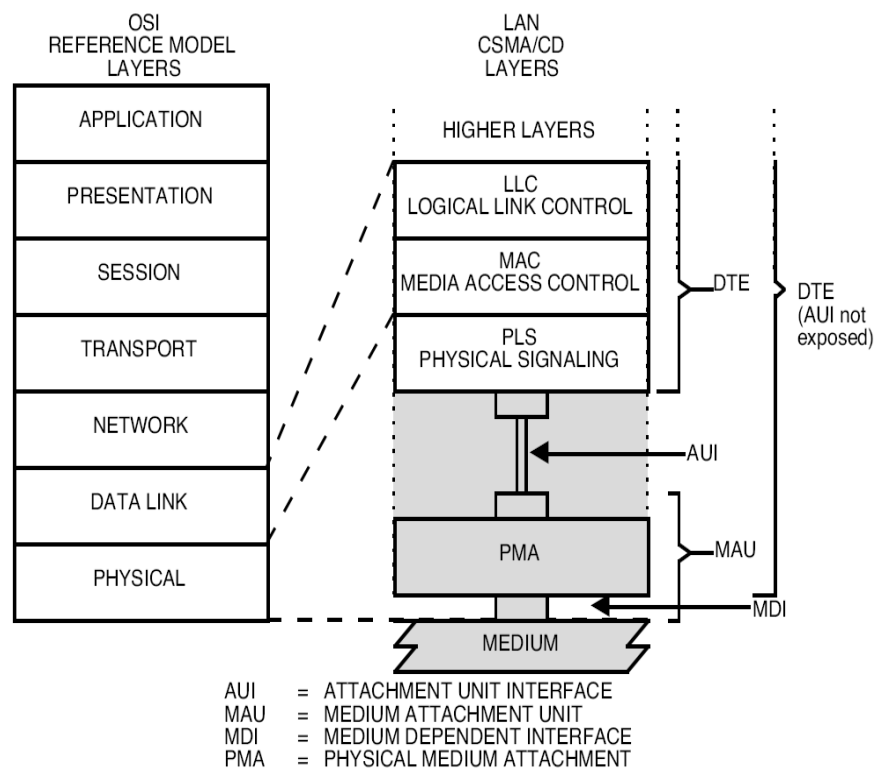 OSI
REFERENCE MODEL
LAYERS
APPLICATION
PRESENTATION
SESSION
TRANSPORT
NETWORK
DATA LINK
PHYSICAL
LAN
CSMA/CD
LAYERS
HIGHER LAYERS
LLC
LOGICAL LINK CONTROL
MAC
MEDIA ACCESS CONTROL
PLS
PHYSICAL SIGNALING
DTE
DTE
(AUI not
exposed)
AUI
PMA
MAU
MDI
MEDIUM
AUI = ATTACHMENT UNIT INTERFACE
MAU = MEDIUM ATTACHMENT UNIT
MDI = MEDIUM DEPENDENT INTERFACE
PMA = PHYSICAL MEDIUM ATTACHMENT